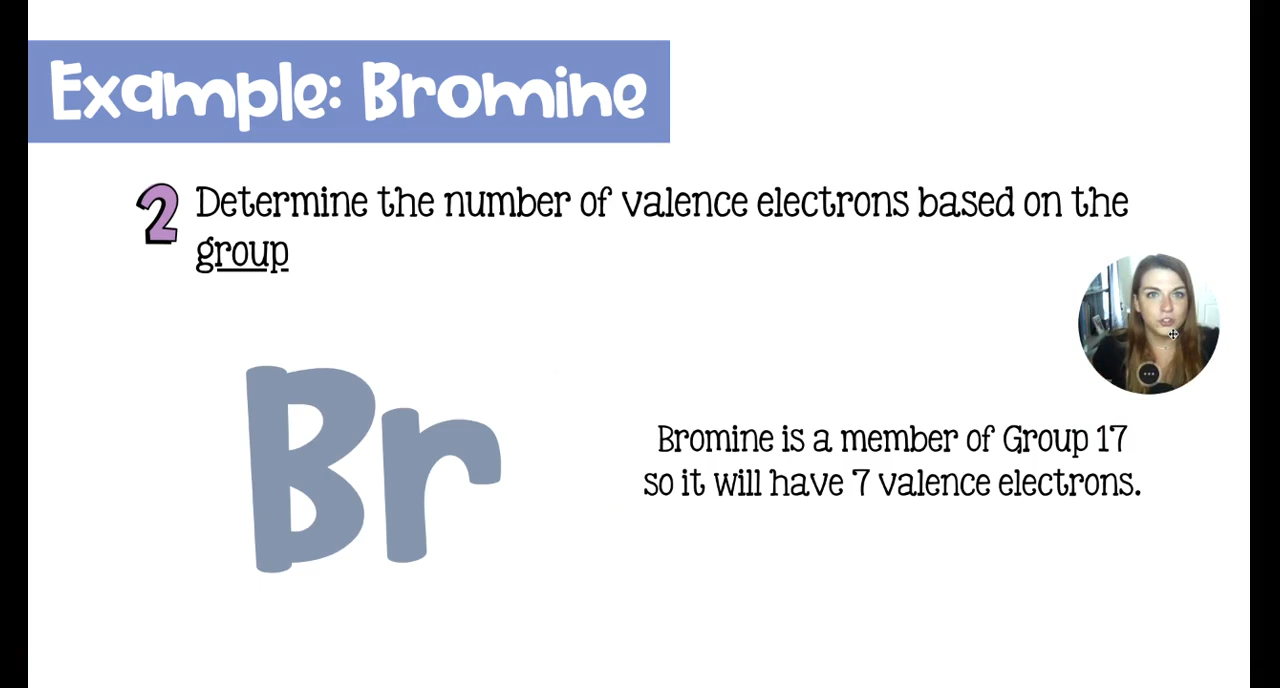 Example: Bromine
2 Determine the number of valence electrons based on the
group
Br
Bromine is a member of Group 17
so it will have 7 valence electrons.